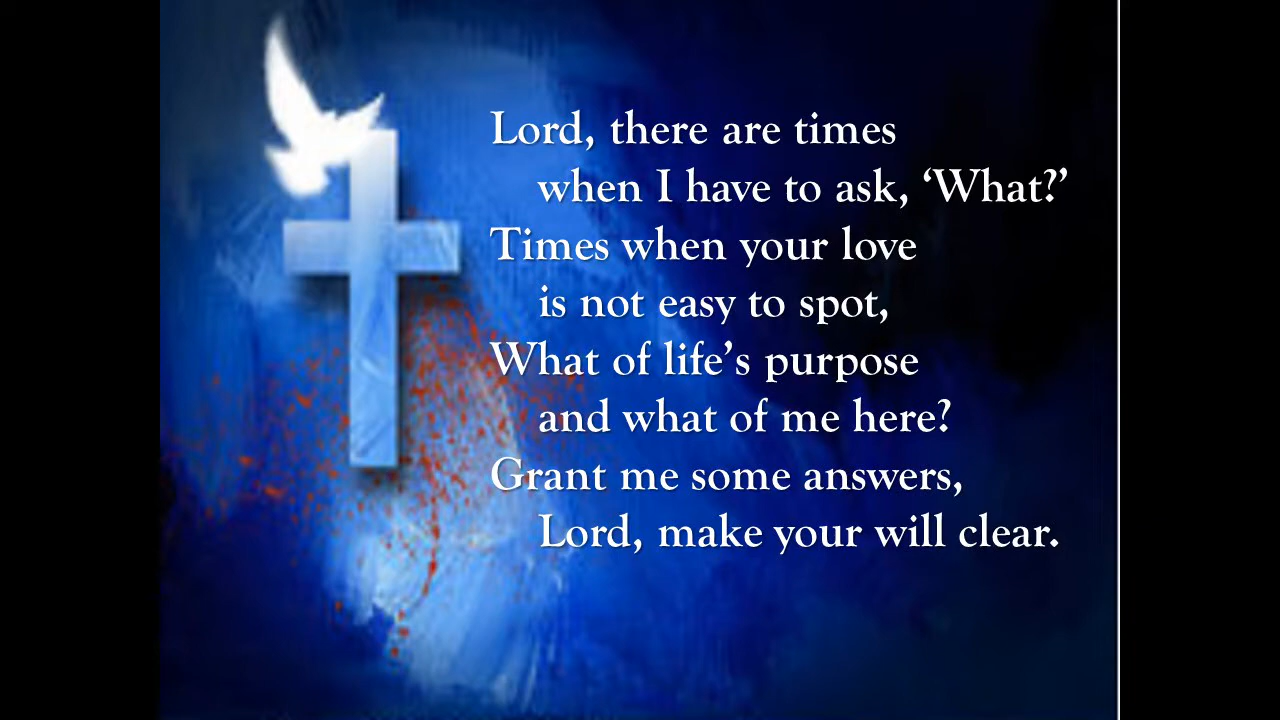 Lord, there are times
when I have to ask, ‘What?’
Times when your love
is not easy to spot,
What of life’s purpose
and what of me here?
Grant me some answers,
Lord, make your will clear.